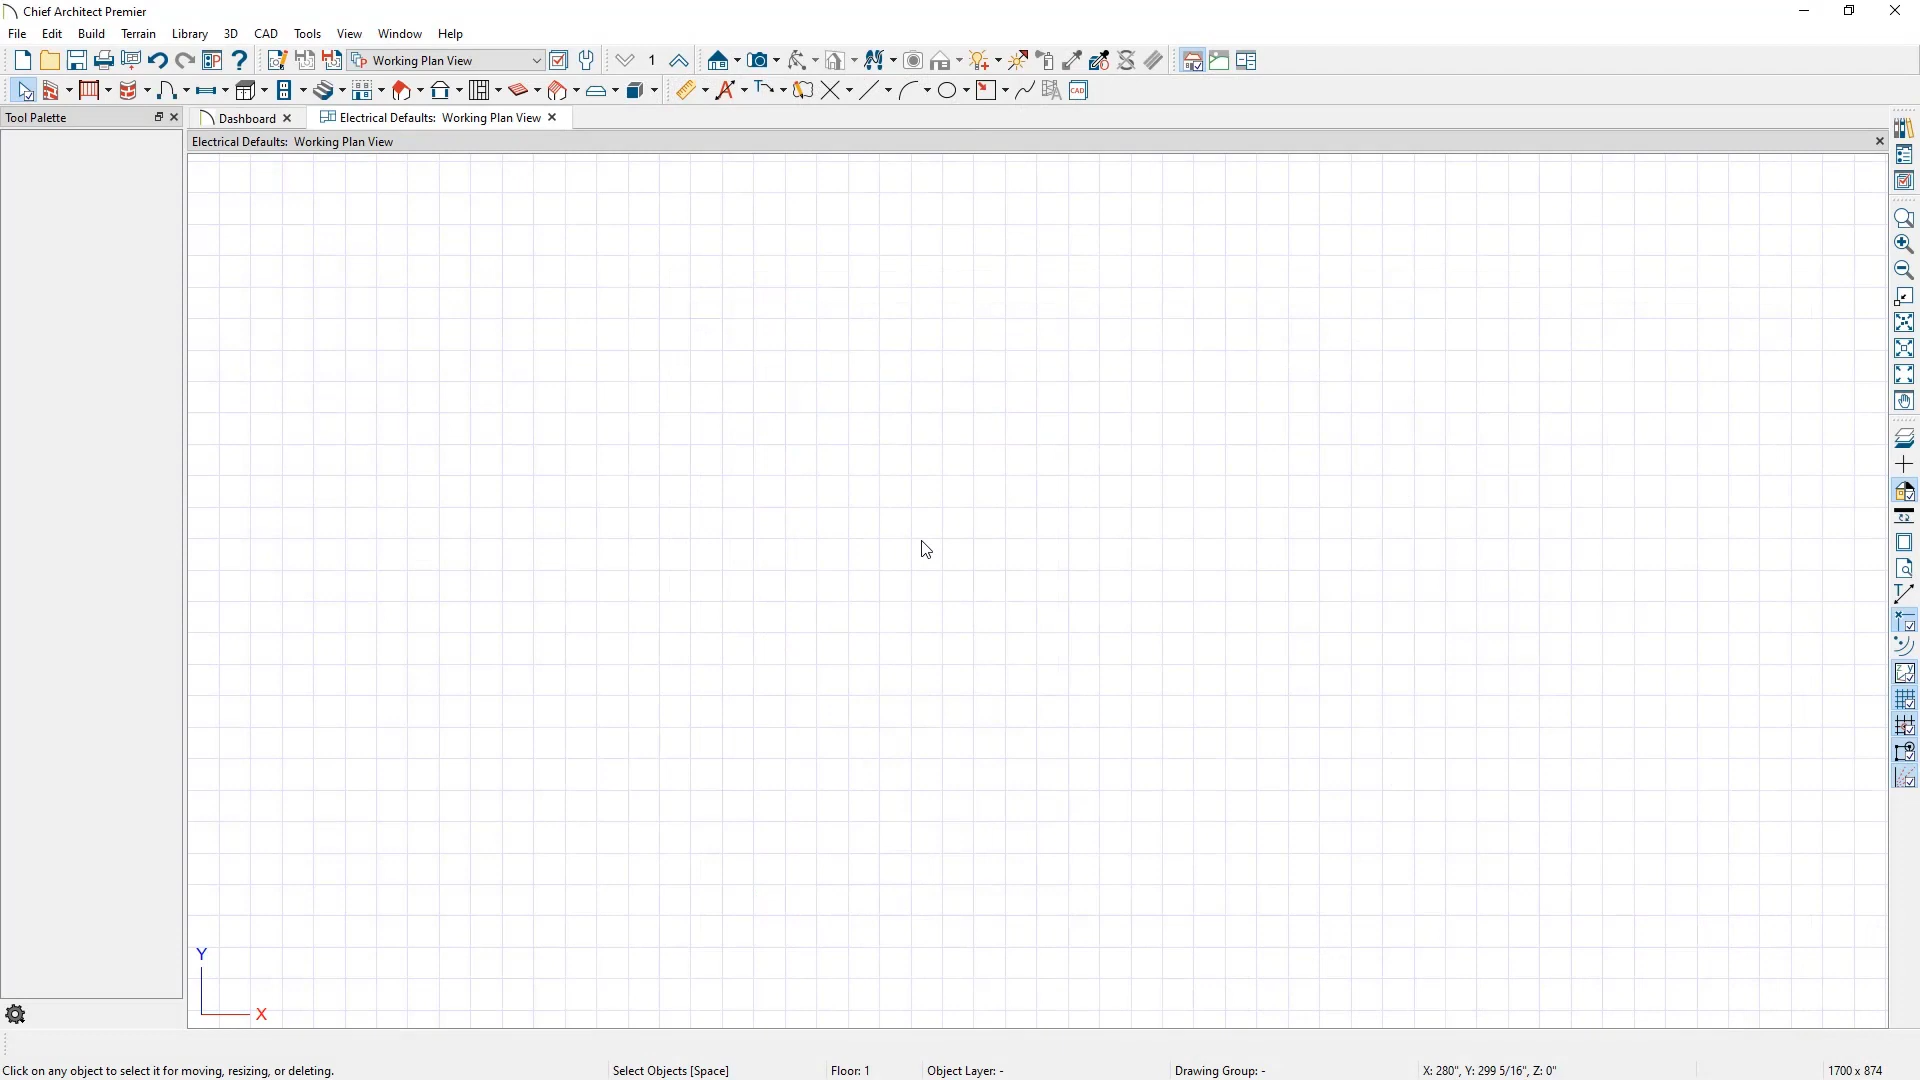 Chief Architect Premier
File Edit Build Terrain Library 3D CAD Tools View Window Help
Working Plan View 1
CAD
Tool Palette Dashboard Electrical Defaults: Working Plan View
Electrical Defaults: Working Plan View
Y
X
Click on any object to select it for moving, resizing, or deleting. Select Objects [Space] Floor: 1 Object Layer: - Drawing Group: - X: 280", Y: 299 5/16", Z: 0" 1700 x 874